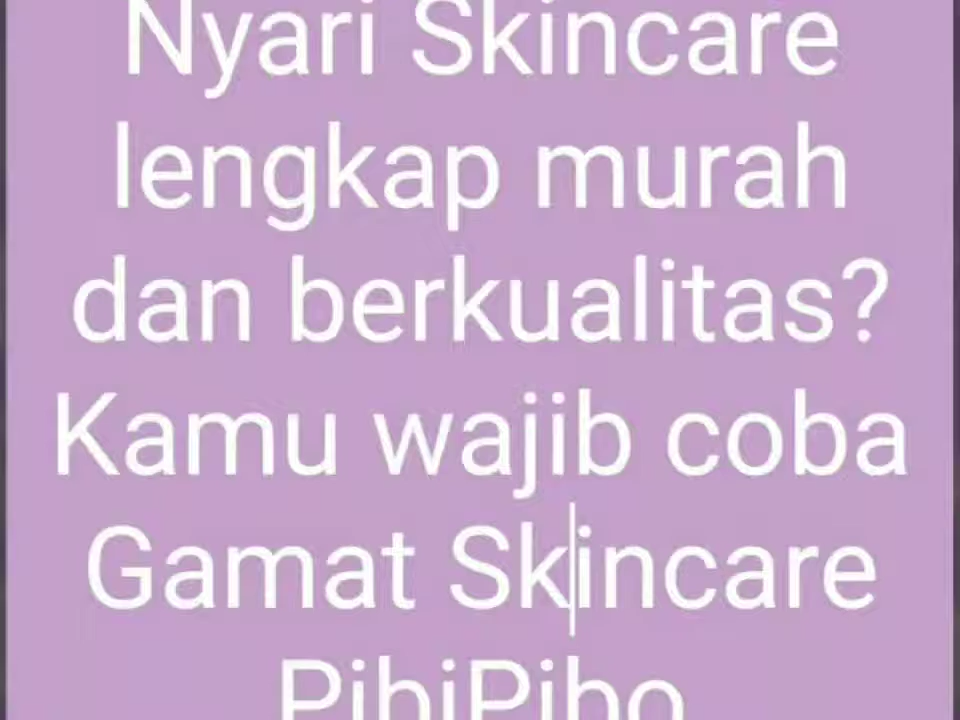 Nyari Skincare
lengkap murah
dan berkualitas?
Kamu wajib coba
Gamat Skincare
PibiPibo